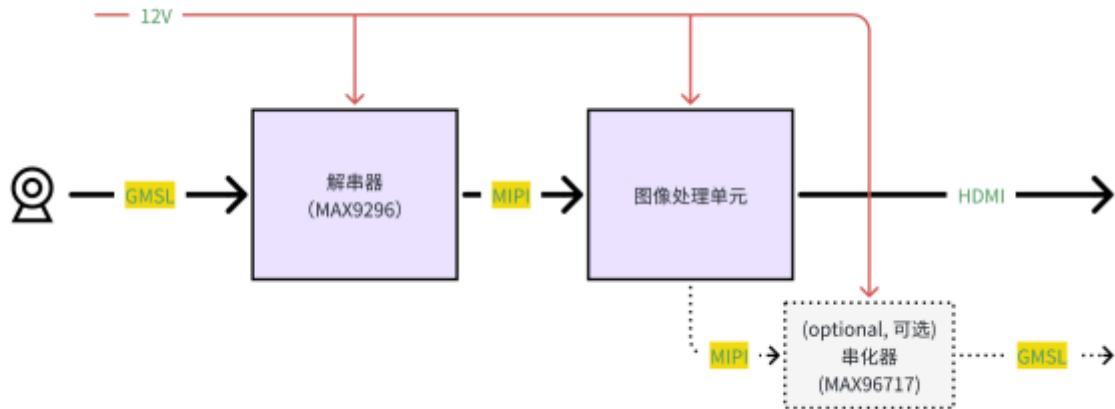 12V
GMSL
解串器
（MAX9296）
MIPI
图像处理单元
HDMI
MIPI
(optional, 可选)
串化器
(MAX96717)
GMSL